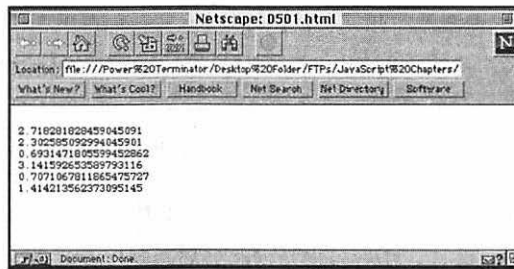 Netscape: 0501.html
N
Location: file:///Power%20Terminator/Desktop%20Folder/FTPs/JavaScript%20Chapters/
What's New? What's Cool? Handbook Net Search Net Directory Software
2.718281828459045091
2.302585092994045901
0.6931471805599452862
3.141592653589793116
0.7071067811865475727
1.414213562373095145
Document: Done.